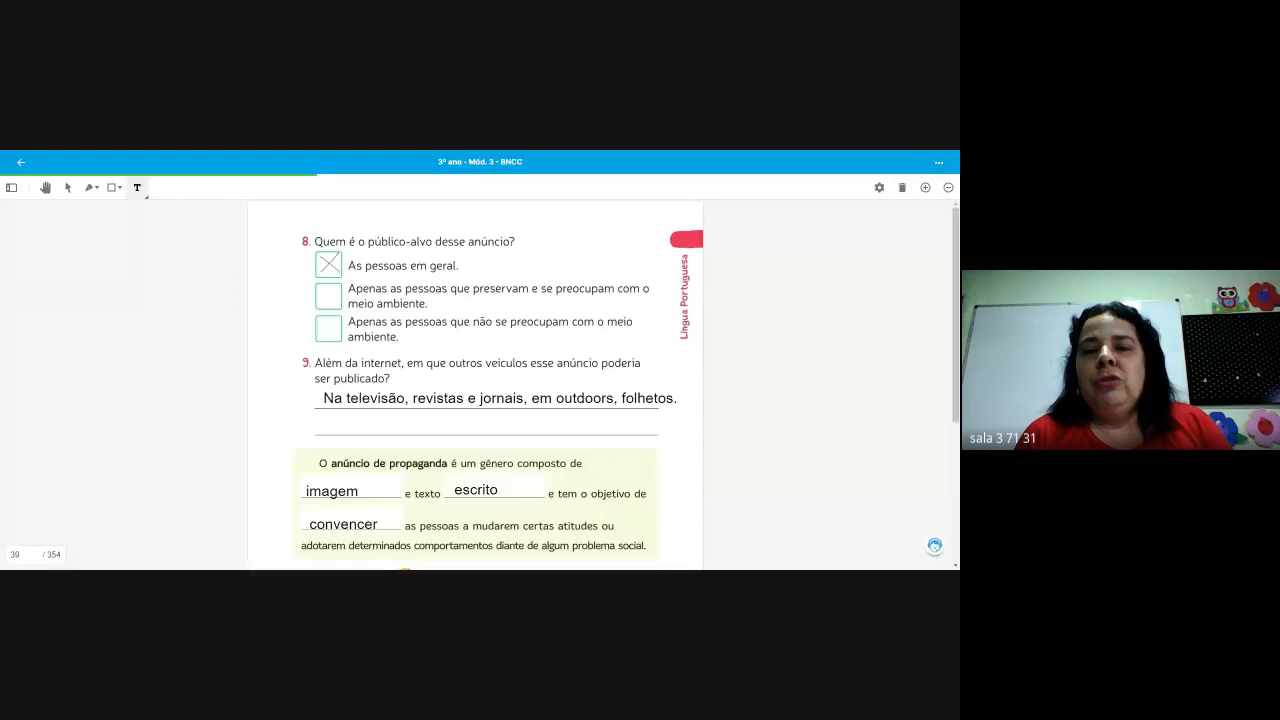 3º ano - Mód. 3 - BNCC
T
8. Quem é o público-alvo desse anúncio?
As pessoas em geral.
Apenas as pessoas que preservam e se preocupam com o
meio ambiente.
Apenas as pessoas que não se preocupam com o meio
ambiente.
Língua Portuguesa
9. Além da internet, em que outros veículos esse anúncio poderia
ser publicado?
Na televisão, revistas e jornais, em outdoors, folhetos.
O anúncio de propaganda é um gênero composto de
imagem e texto escrito e tem o objetivo de
convencer as pessoas a mudarem certas atitudes ou
adotarem determinados comportamentos diante de algum problema social.
39 / 354
sala 3 71 31